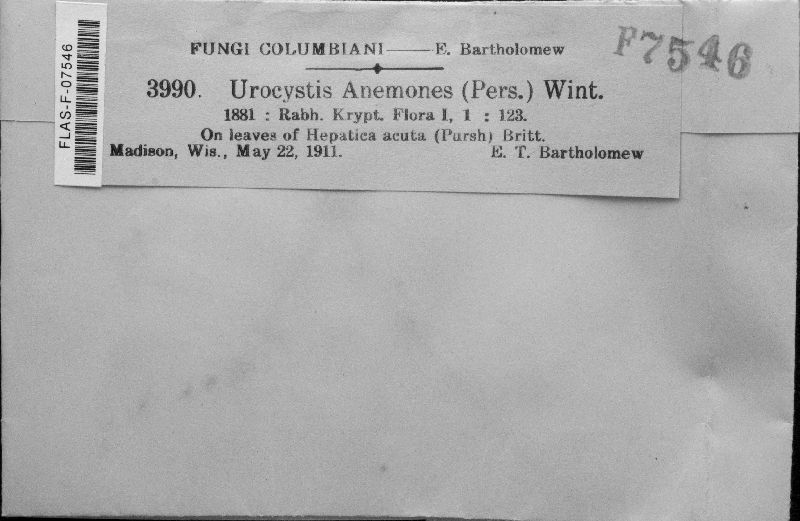 FLAS-F-07546
FUNGI COLUMBIANI — E. Bartholomew
F7546
3990. Urocystis Anemones (Pers.) Wint.
1881 : Rabh. Krypt. Flora I, 1 : 123.
On leaves of Hepatica acuta (Pursh) Britt.
Madison, Wis., May 22, 1911. E. T. Bartholomew